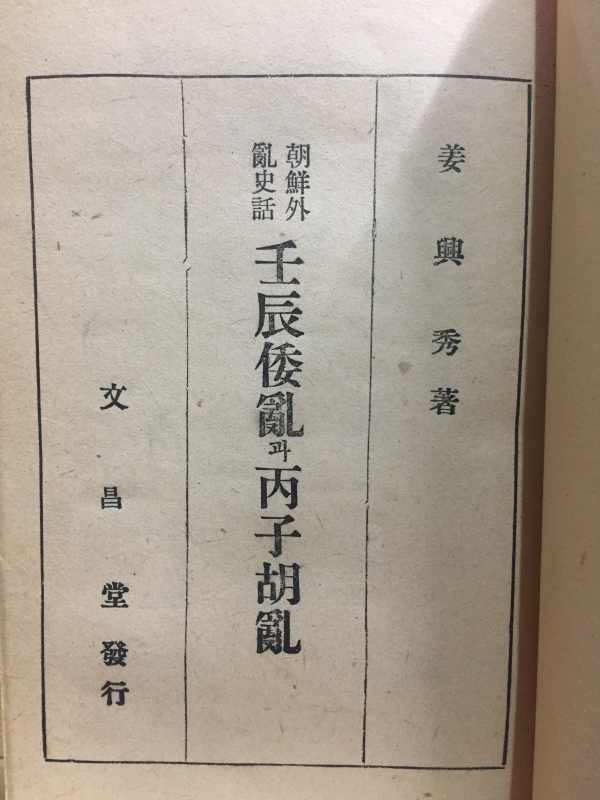 姜興秀著
朝鮮外
亂史話
壬辰倭亂과丙子胡亂
文昌堂發行